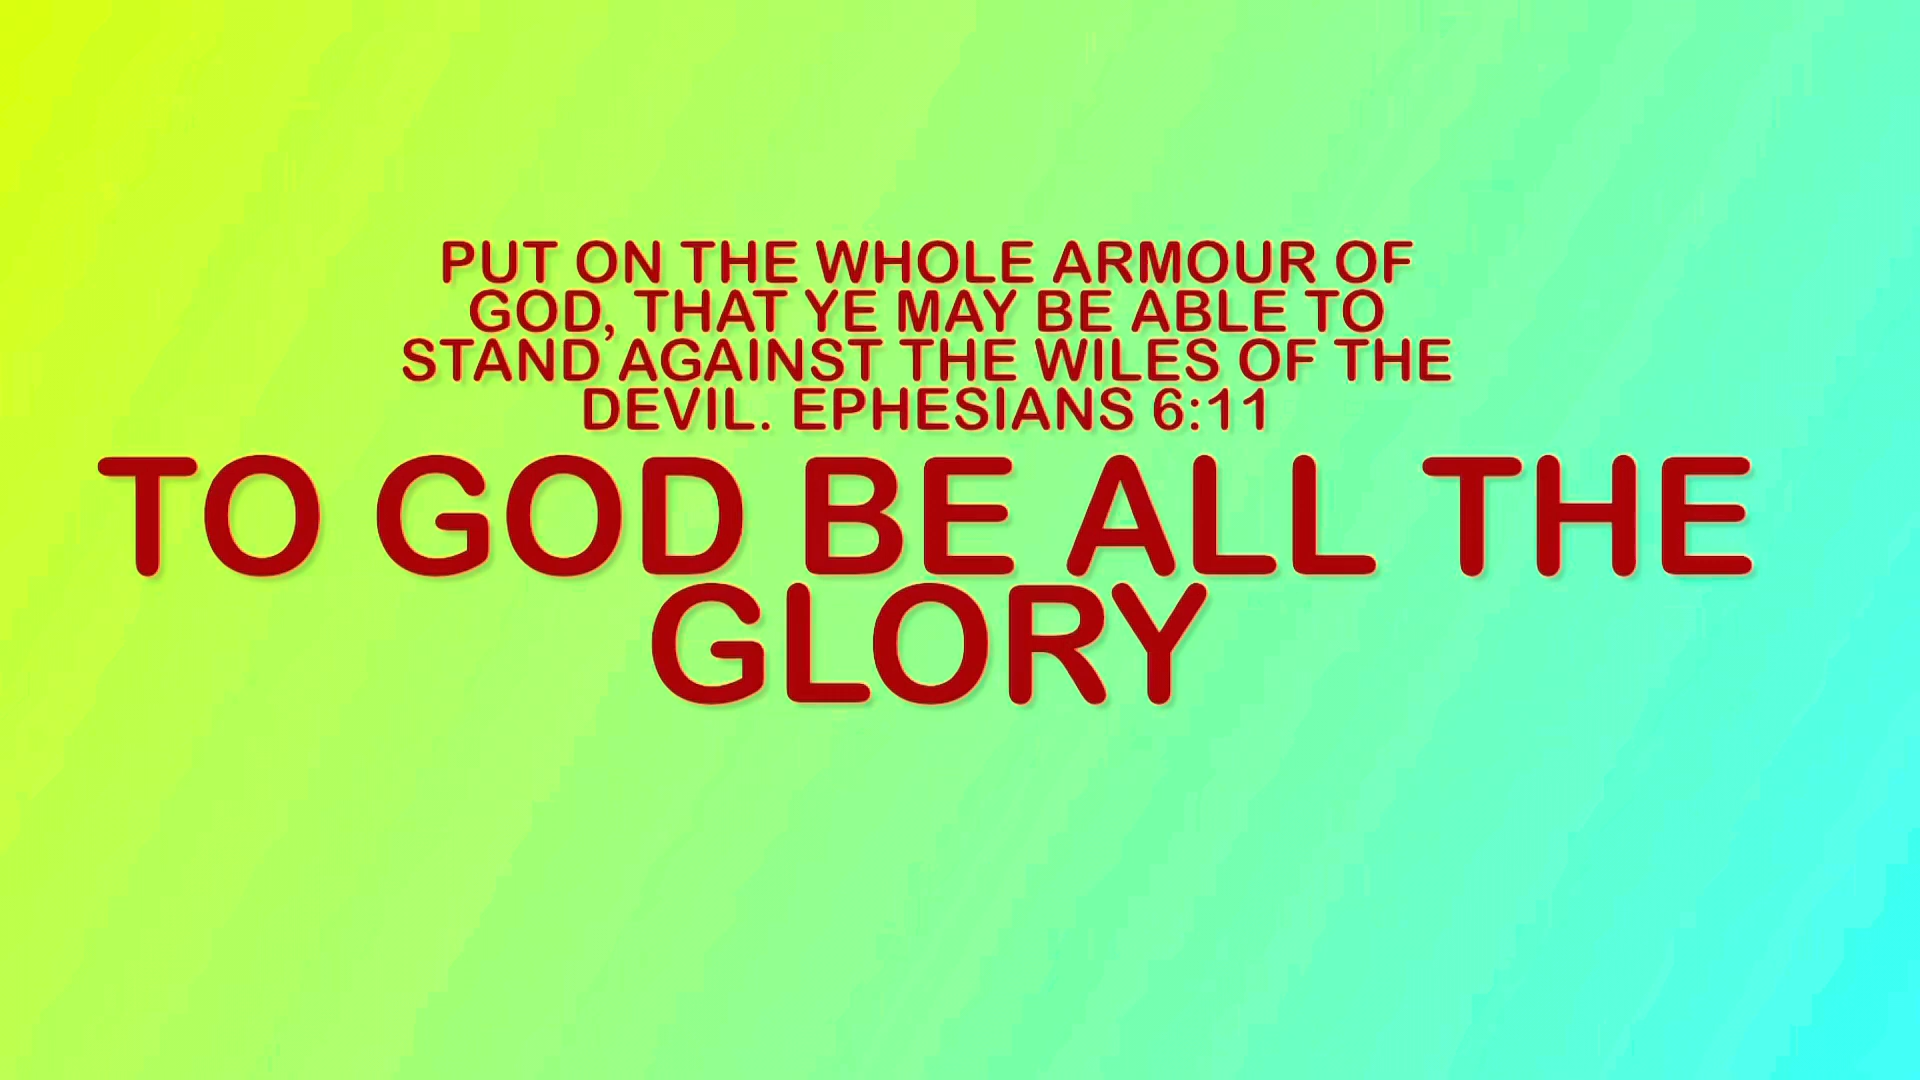 PUT ON THE WHOLE ARMOUR OF
GOD, THAT YE MAY BE ABLE TO
STAND AGAINST THE WILES OF THE
DEVIL. EPHESIANS 6:11
TO GOD BE ALL THE
GLORY